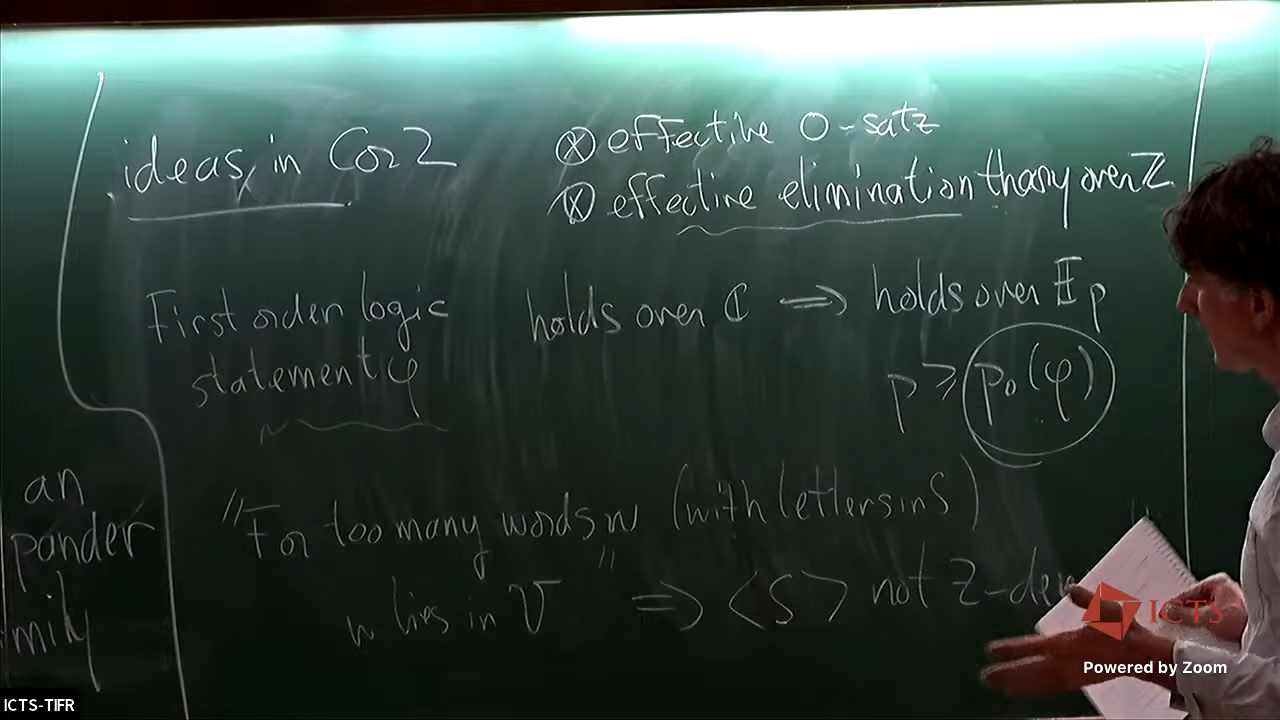 ideas in Cor 2
⊗ effective 0-satz
⊗ effective elimination theory over Z
First order logic
statement φ
holds over ℂ ⟹ holds over 𝔽p
p ≥ p₀(φ)
an
pander
mily
"For too many words w (with letters in S)
w lies in V" ⟹ <S> not Z-den
ICTS
Powered by Zoom
ICTS-TIFR